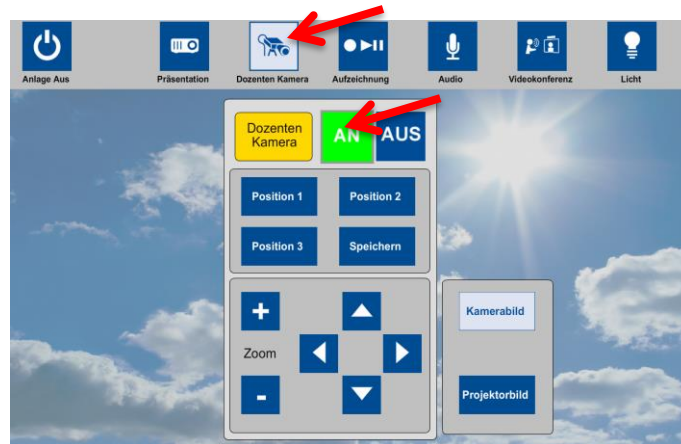 Anlage Aus
Präsentation
Dozenten Kamera
Aufzeichnung
Audio
Videokonferenz
Licht
Dozenten
Kamera
AN
AUS
Position 1
Position 2
Position 3
Speichern
+
Zoom
-
Kamerabild
Projektorbild